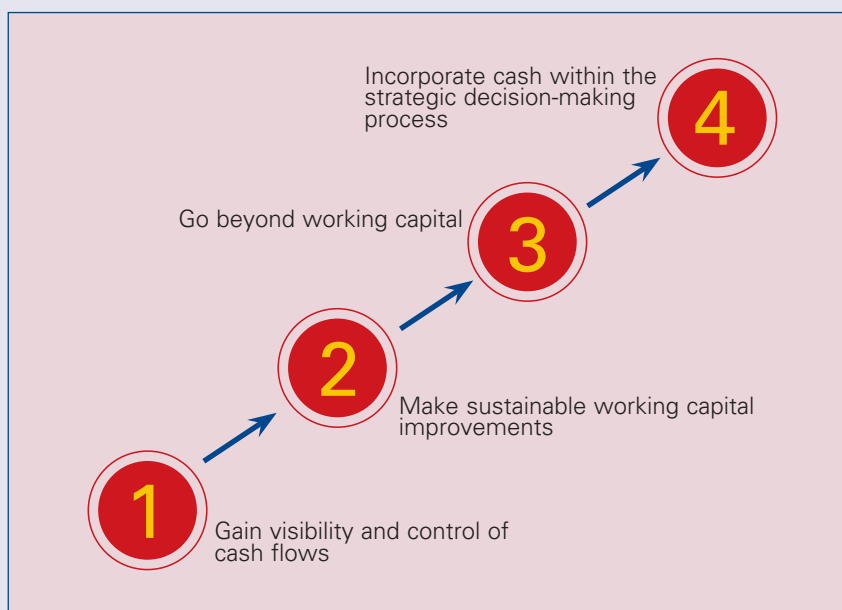 Incorporate cash within the
strategic decision-making
process
4
Go beyond working capital
3
2
Make sustainable working capital
improvements
1
Gain visibility and control of
cash flows